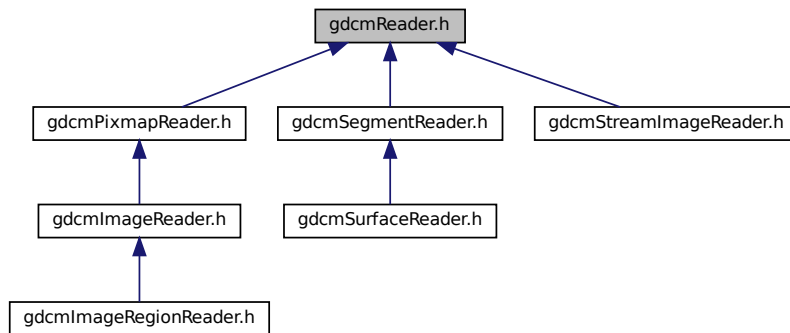 gdcmReader.h
gdcmPixmapReader.h
gdcmSegmentReader.h
gdcmStreamImageReader.h
gdcmImageReader.h
gdcmSurfaceReader.h
gdcmImageRegionReader.h